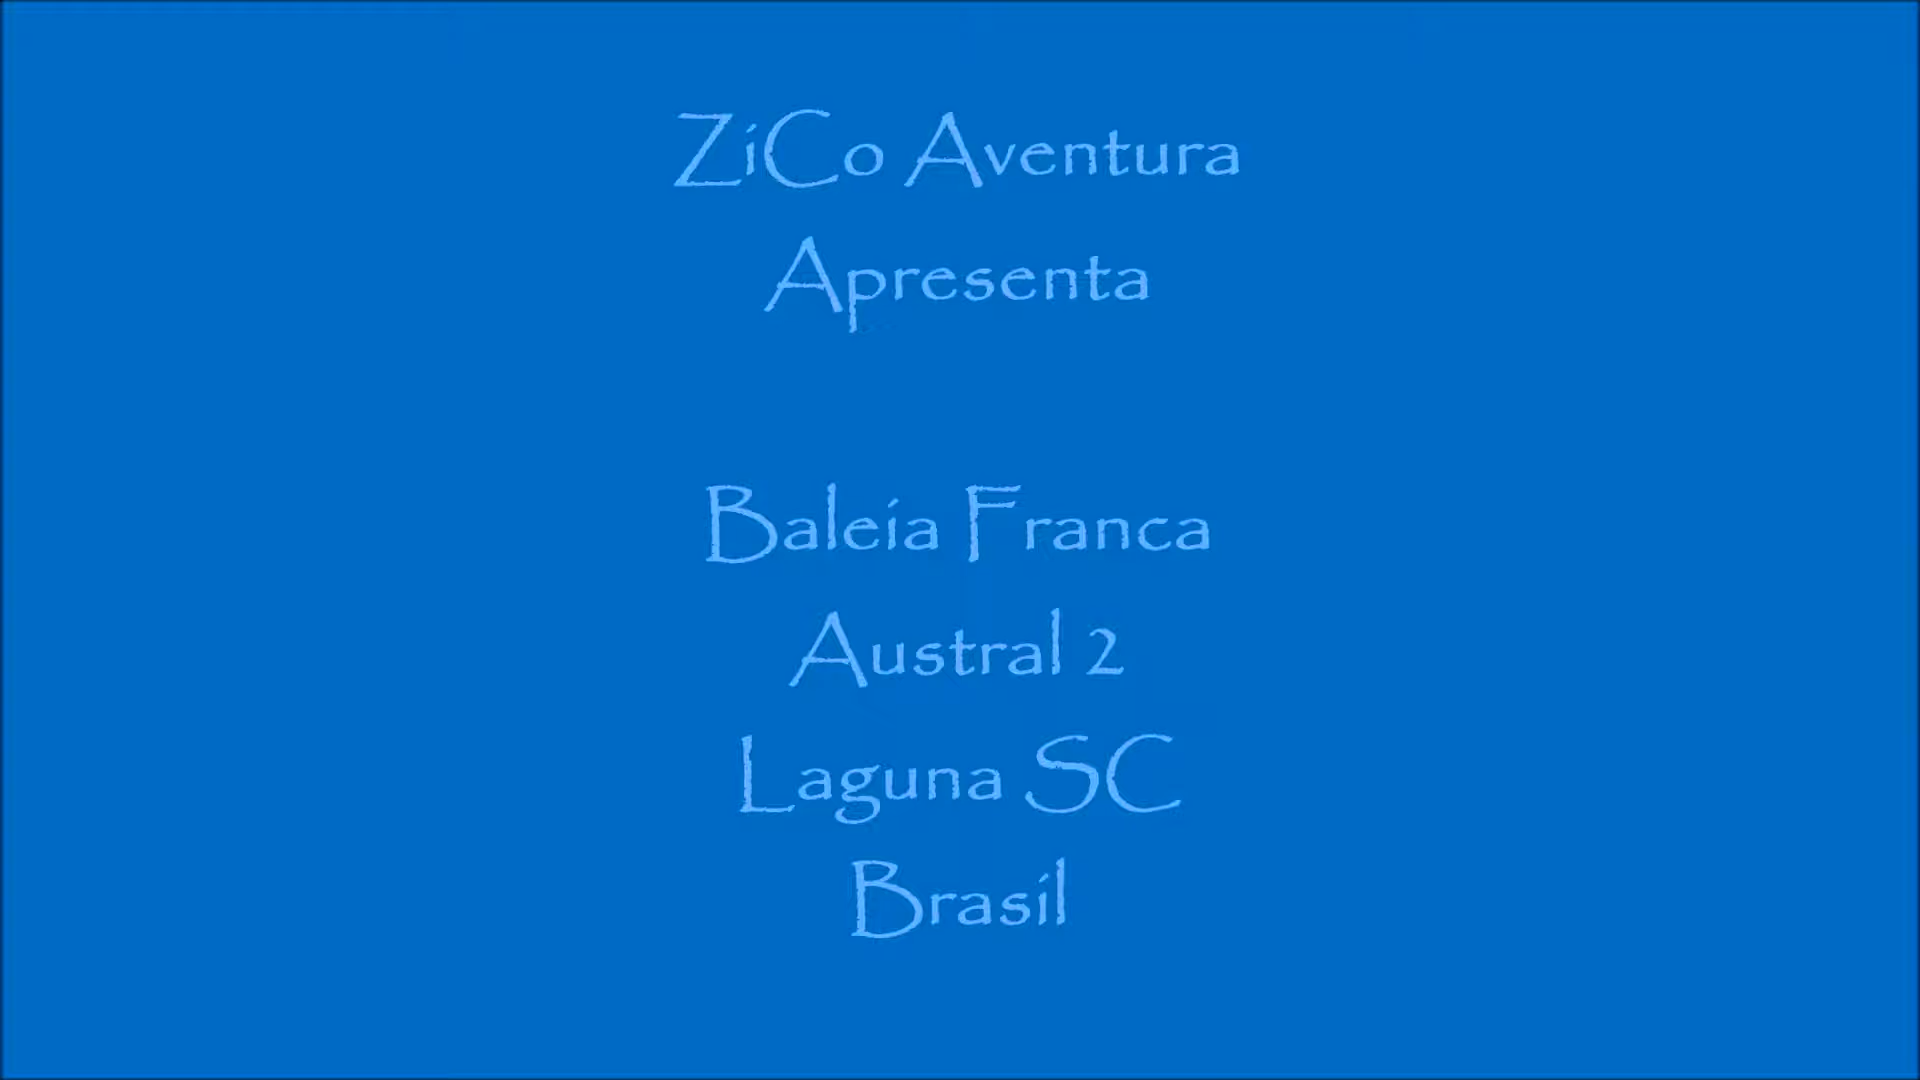 ZiCo Aventura
Apresenta
Baleia Franca
Austral 2
Laguna SC
Brasil